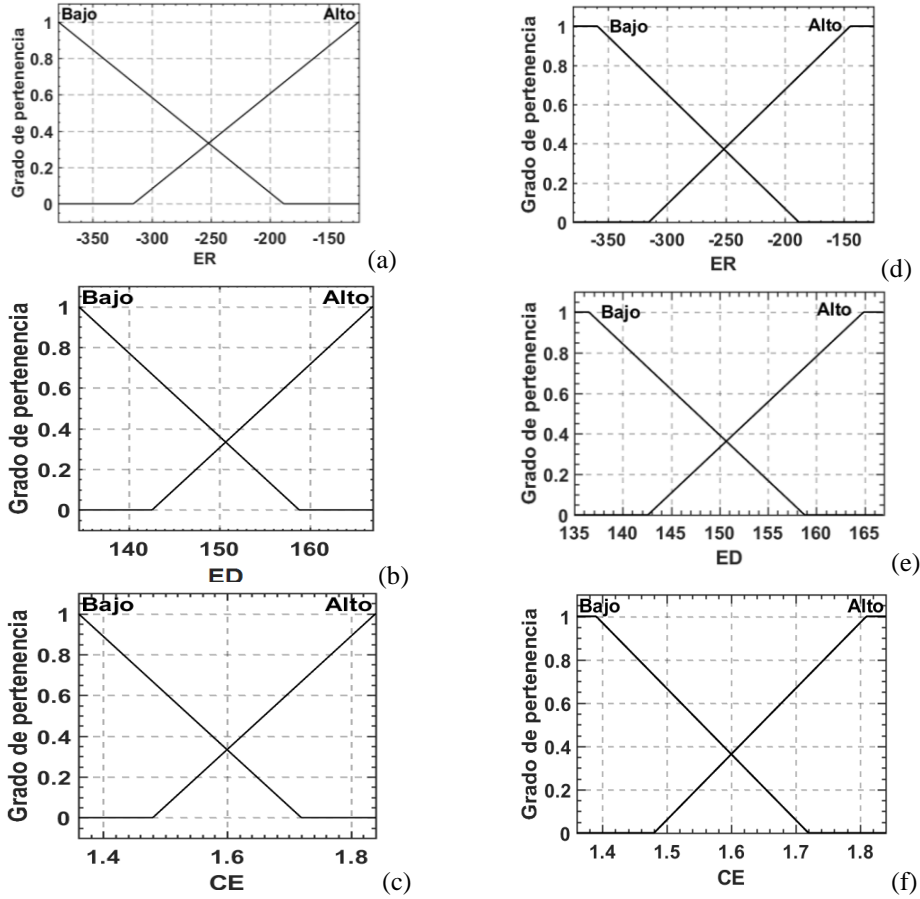 Bajo Alto
1
0.8
0.6
0.4
0.2
0
Grado de pertenencia
-350 -300 -250 -200 -150
ER
(a)
Bajo Alto
1
0.8
0.6
0.4
0.2
0
Grado de pertenencia
-350 -300 -250 -200 -150
ER
(d)
Bajo Alto
1
0.8
0.6
0.4
0.2
0
Grado de pertenencia
140 150 160
ED
(b)
Bajo Alto
1
0.8
0.6
0.4
0.2
0
Grado de pertenencia
135 140 145 150 155 160 165
ED
(e)
Bajo Alto
1
0.8
0.6
0.4
0.2
0
Grado de pertenencia
1.4 1.6 1.8
CE
(c)
Bajo Alto
1
0.8
0.6
0.4
0.2
0
Grado de pertenencia
1.4 1.5 1.6 1.7 1.8
CE
(f)